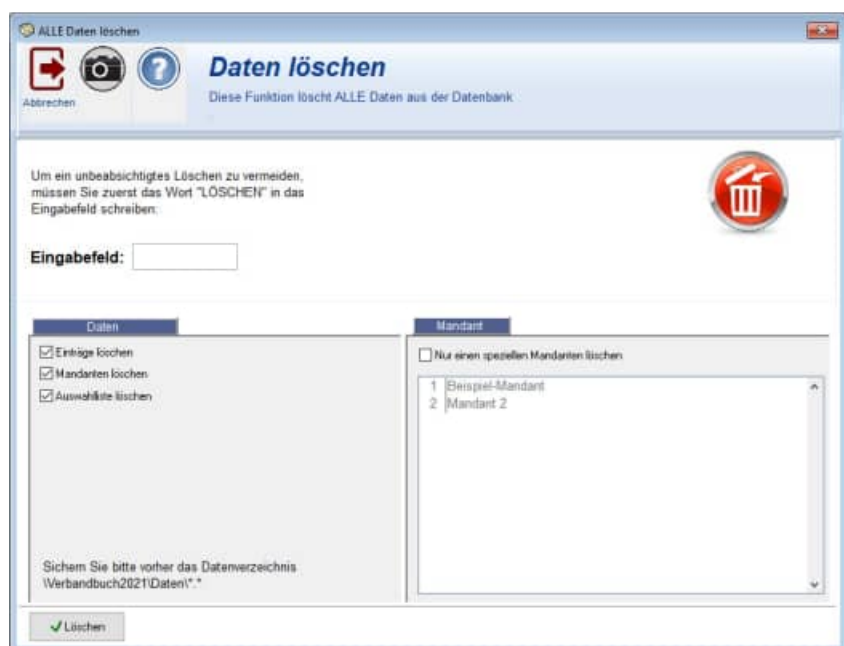 ALLE Daten löschen
Abbrechen
Daten löschen
Diese Funktion löscht ALLE Daten aus der Datenbank
Um ein unbeabsichtigtes Löschen zu vermeiden,
müssen Sie zuerst das Wort "LÖSCHEN" in das
Eingabefeld schreiben:
Eingabefeld:
Daten
Einträge löschen
Mandanten löschen
Auswahlliste löschen
Sichern Sie bitte vorher das Datenverzeichnis
\Verbandbuch2021\Daten\*.*
Mandant
Nur einen speziellen Mandanten löschen
1 Beispiel-Mandant
2 Mandant 2
Löschen